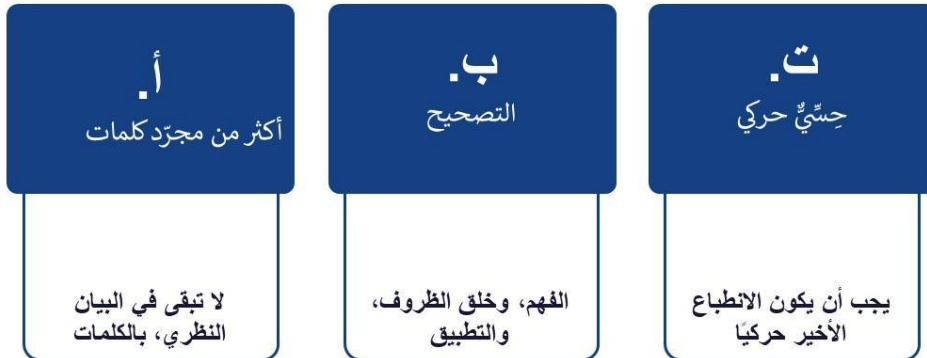 أ.
أكثر من مجرّد كلمات
لا تبقى في البيان
النظري، بالكلمات
ب.
التصحيح
الفهم، وخلق الظروف،
والتطبيق
ت.
حِسِّيٌّ حركي
يجب أن يكون الانطباع
الأخير حركيًا